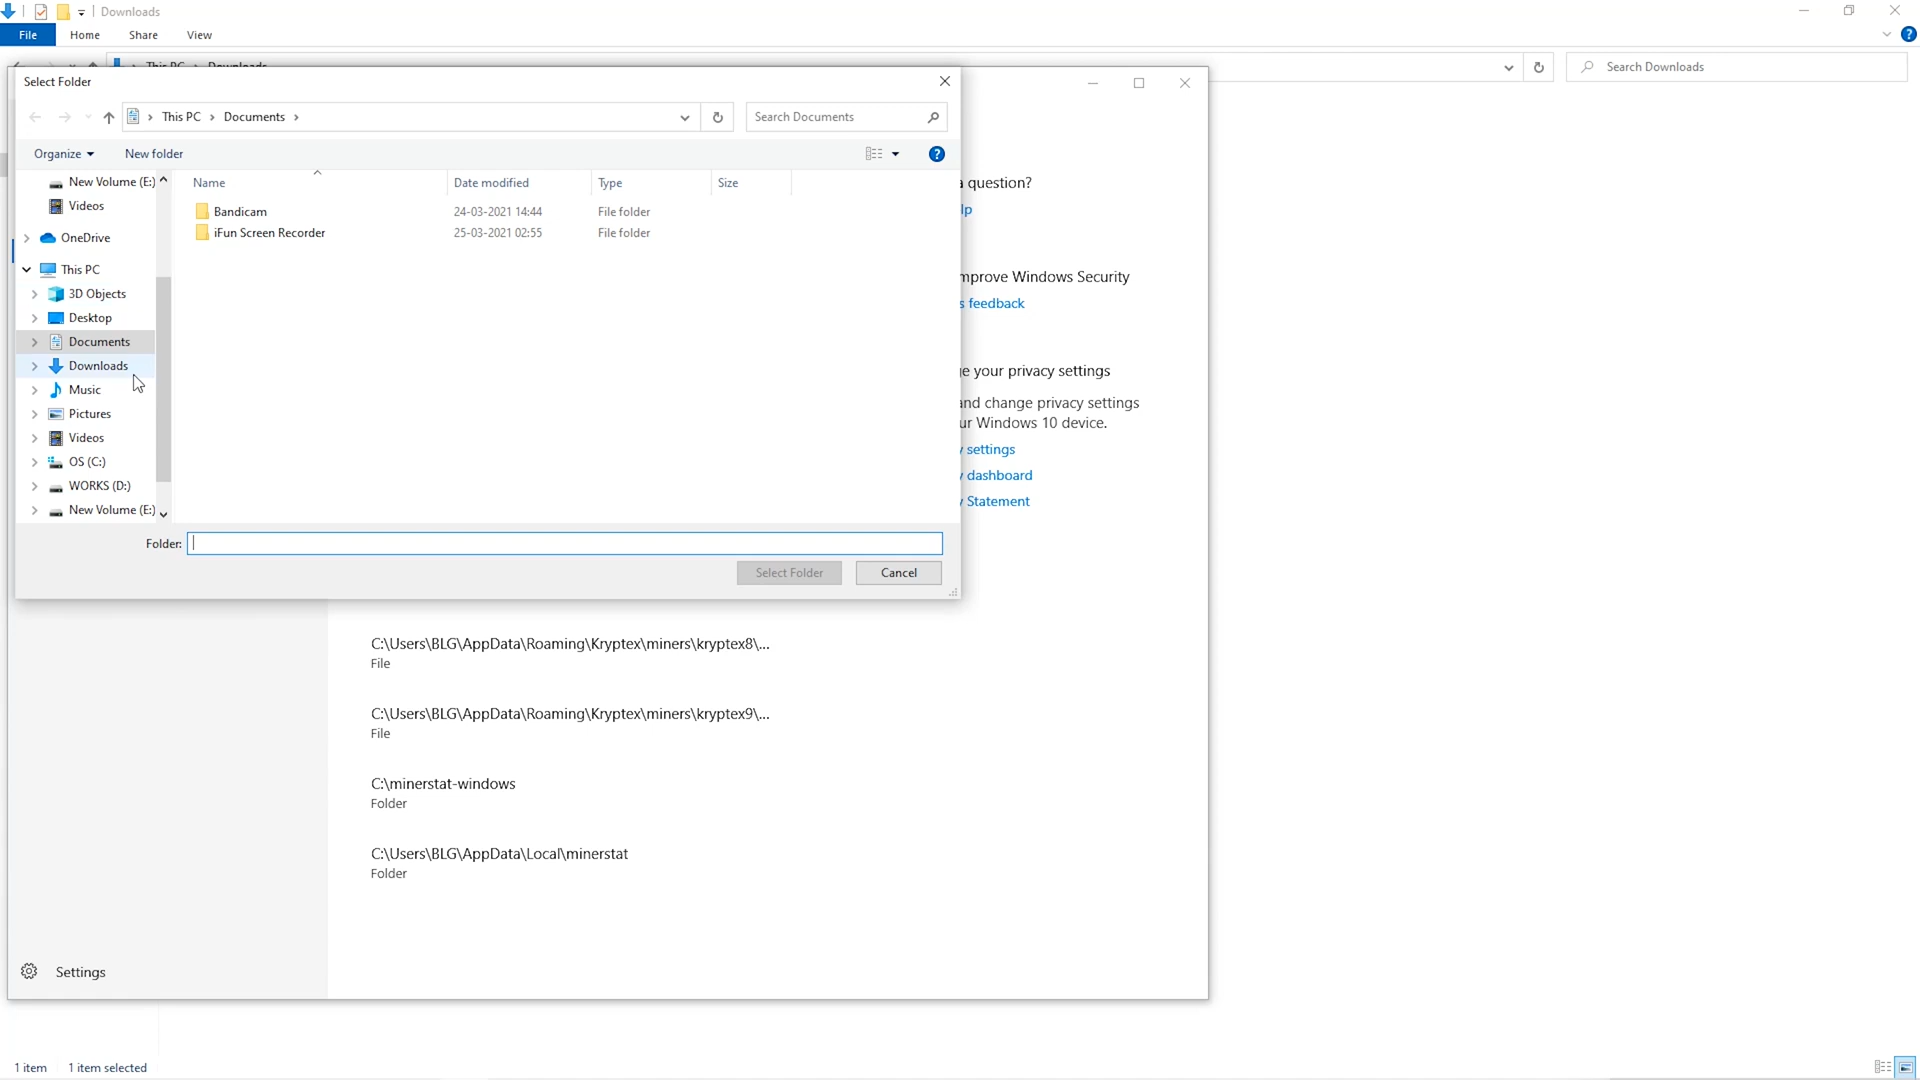 Downloads
File Home Share View
Search Downloads
Select Folder
This PC > Documents >
Search Documents
Organize
New folder
Name Date modified Type Size
Bandicam 24-03-2021 14:44 File folder
iFun Screen Recorder 25-03-2021 02:55 File folder
New Volume (E:)
Videos
OneDrive
This PC
3D Objects
Desktop
Documents
Downloads
Music
Pictures
Videos
OS (C:)
WORKS (D:)
New Volume (E:)
Folder:
Select Folder Cancel
a question?
lp
mprove Windows Security
s feedback
ge your privacy settings
and change privacy settings
ur Windows 10 device.
y settings
y dashboard
y Statement
C:\Users\BLG\AppData\Roaming\Kryptex\miners\kryptex8\...
File
C:\Users\BLG\AppData\Roaming\Kryptex\miners\kryptex9\...
File
C:\minerstat-windows
Folder
C:\Users\BLG\AppData\Local\minerstat
Folder
Settings
1 item 1 item selected